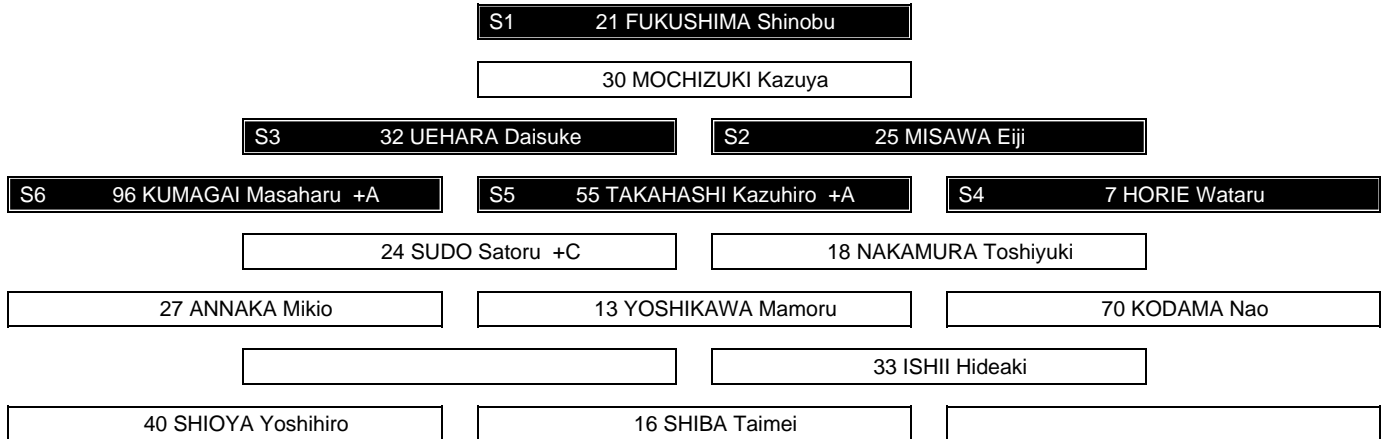 S1 21 FUKUSHIMA Shinobu
30 MOCHIZUKI Kazuya
S3 32 UEHARA Daisuke S2 25 MISAWA Eiji
S6 96 KUMAGAI Masaharu +A S5 55 TAKAHASHI Kazuhiro +A S4 7 HORIE Wataru
24 SUDO Satoru +C 18 NAKAMURA Toshiyuki
27 ANNAKA Mikio 13 YOSHIKAWA Mamoru 70 KODAMA Nao
33 ISHII Hideaki
40 SHIOYA Yoshihiro 16 SHIBA Taimei